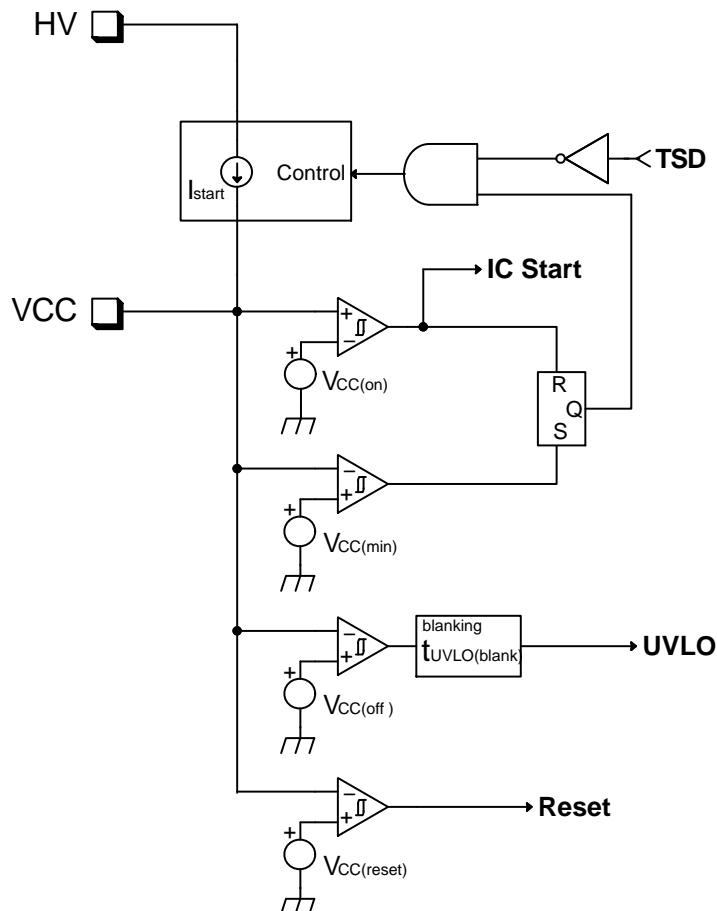 HV
TSD
Control
Istart
IC Start
VCC
+
−
+
VCC(on)
R
Q
S
−
+
+
VCC(min)
blanking
tUVLO(blank)
UVLO
−
+
+
VCC(off )
Reset
−
+
+
VCC(reset)